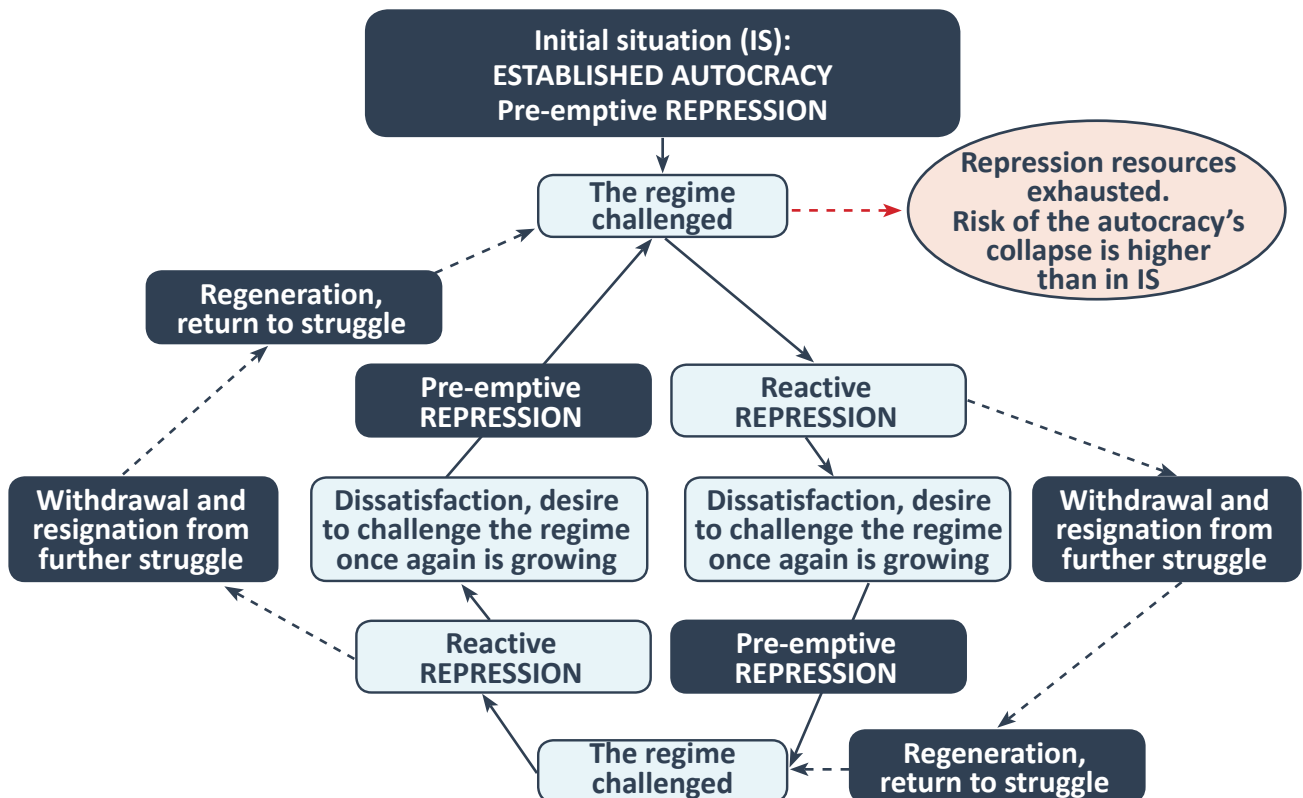 Initial situation (IS):
ESTABLISHED AUTOCRACY
Pre-emptive REPRESSION
The regime
challenged
Repression resources
exhausted.
Risk of the autocracy’s
collapse is higher
than in IS
Regeneration,
return to struggle
Pre-emptive
REPRESSION
Reactive
REPRESSION
Withdrawal and
resignation from
further struggle
Dissatisfaction, desire
to challenge the regime
once again is growing
Dissatisfaction, desire
to challenge the regime
once again is growing
Withdrawal and
resignation from
further struggle
Reactive
REPRESSION
Pre-emptive
REPRESSION
The regime
challenged
Regeneration,
return to struggle